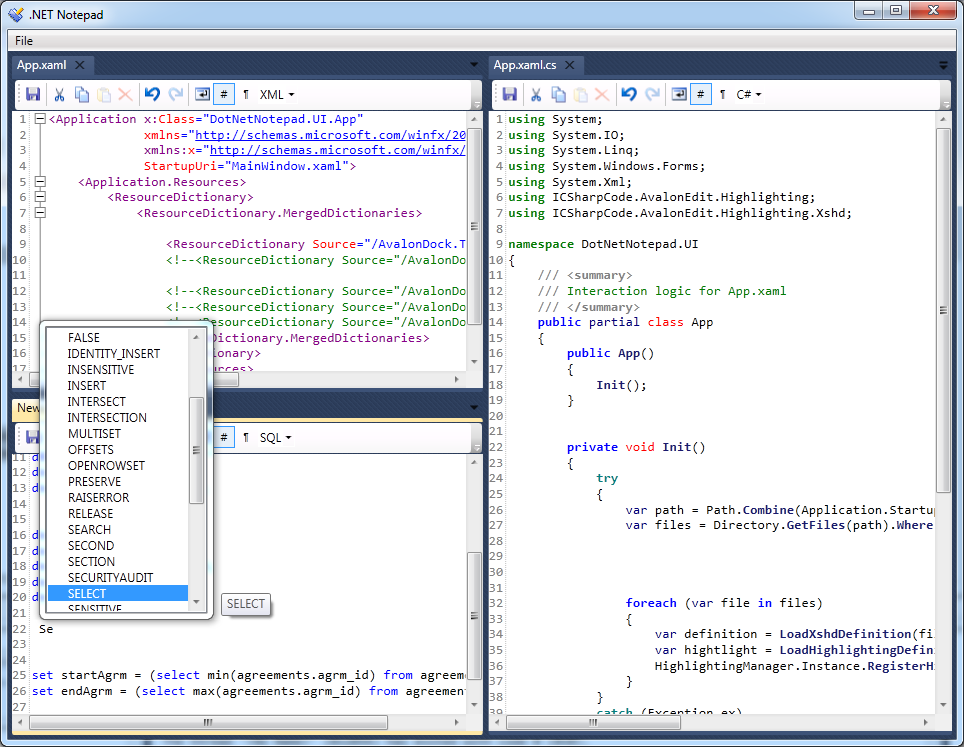 .NET Notepad
File
App.xaml
# ¶ XML
1 <Application x:Class="DotNetNotepad.UI.App"
2 xmlns="http://schemas.microsoft.com/winfx/20
3 xmlns:x="http://schemas.microsoft.com/winfx/
4 StartupUri="MainWindow.xaml">
5 <Application.Resources>
6 <ResourceDictionary>
7 <ResourceDictionary.MergedDictionaries>
8
9 <ResourceDictionary Source="/AvalonDock.T
10 <!--<ResourceDictionary Source="/AvalonDo
11
12 <!--<ResourceDictionary Source="/AvalonDo
13 <!--<ResourceDictionary Source="/AvalonDo
14 <!--<ResourceDictionary Source="/AvalonDo
15 Dictionary.MergedDictionaries>
16 ionary>
17 urces>
New
# ¶ SQL
11 d
12 d
13 d
14
15
16 d
17 d
18 d
19 d
20 d
21
22 Se
23
24
25 set startAgrm = (select min(agreements.agrm_id) from agreem
26 set endAgrm = (select max(agreements.agrm_id) from agreemen
27
FALSE
IDENTITY_INSERT
INSENSITIVE
INSERT
INTERSECT
INTERSECTION
MULTISET
OFFSETS
OPENROWSET
PRESERVE
RAISERROR
RELEASE
SEARCH
SECOND
SECTION
SECURITYAUDIT
SELECT
SENSITIVE
SELECT
App.xaml.cs
# ¶ C#
1 using System;
2 using System.IO;
3 using System.Linq;
4 using System.Windows.Forms;
5 using System.Xml;
6 using ICSharpCode.AvalonEdit.Highlighting;
7 using ICSharpCode.AvalonEdit.Highlighting.Xshd;
8
9 namespace DotNetNotepad.UI
10 {
11 /// <summary>
12 /// Interaction logic for App.xaml
13 /// </summary>
14 public partial class App
15 {
16 public App()
17 {
18 Init();
19 }
20
21
22 private void Init()
23 {
24 try
25 {
26 var path = Path.Combine(Application.Startu
27 var files = Directory.GetFiles(path).Where
28
29
30
31
32 foreach (var file in files)
33 {
34 var definition = LoadXshdDefinition(fi
35 var hightlight = LoadHighlightingDefin
36 HighlightingManager.Instance.RegisterH
37 }
38 }
39 catch (Exception ex)